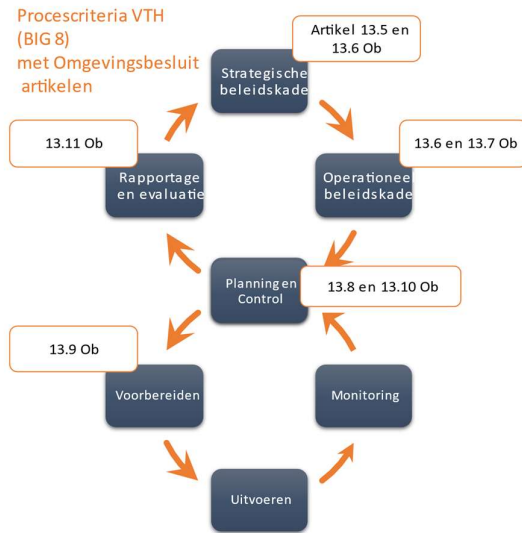 Procescriteria VTH
(BIG 8)
met Omgevingsbesluit
artikelen
Artikel 13.5 en
13.6 Ob
Strategische
beleidskade
13.11 Ob
Rapportage
en evaluatie
13.6 en 13.7 Ob
Operationee
beleidskade
Planning en
Control
13.8 en 13.10 Ob
13.9 Ob
Voorbereiden
Monitoring
Uitvoeren